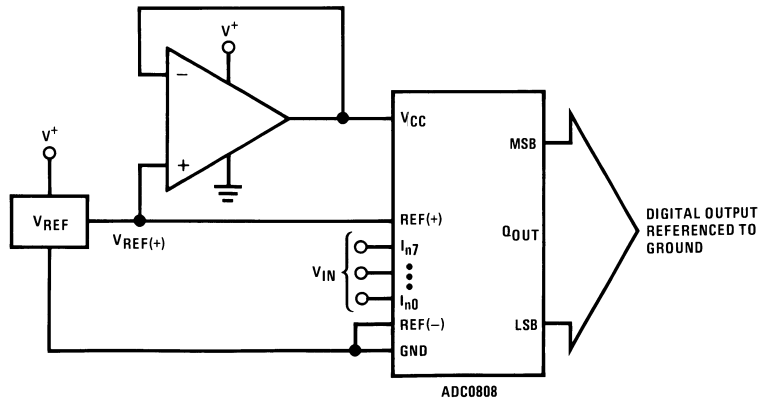 V+
−
+
V+
VREF
VREF(+)
VCC
REF(+)
In7
VIN
In0
REF(−)
GND
MSB
QOUT
LSB
DIGITAL OUTPUT
REFERENCED TO
GROUND
ADC0808